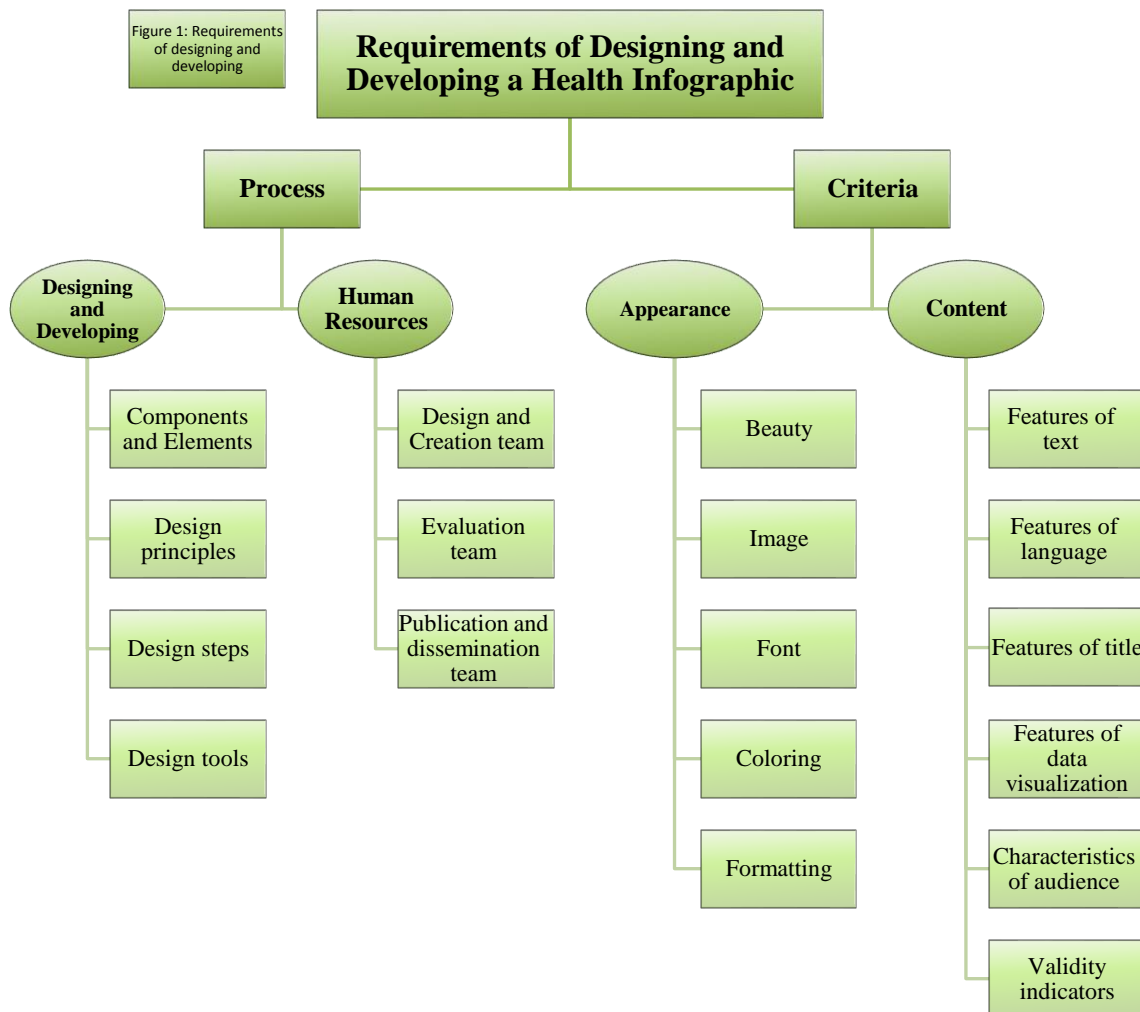 Figure 1: Requirements
of designing and
developing
Requirements of Designing and
Developing a Health Infographic
Process
Criteria
Designing
and
Developing
Human
Resources
Appearance
Content
Components
and Elements
Design
principles
Design steps
Design tools
Design and
Creation team
Evaluation
team
Publication and
dissemination
team
Beauty
Image
Font
Coloring
Formatting
Features of
text
Features of
language
Features of title
Features of
data
visualization
Characteristics
of audience
Validity
indicators